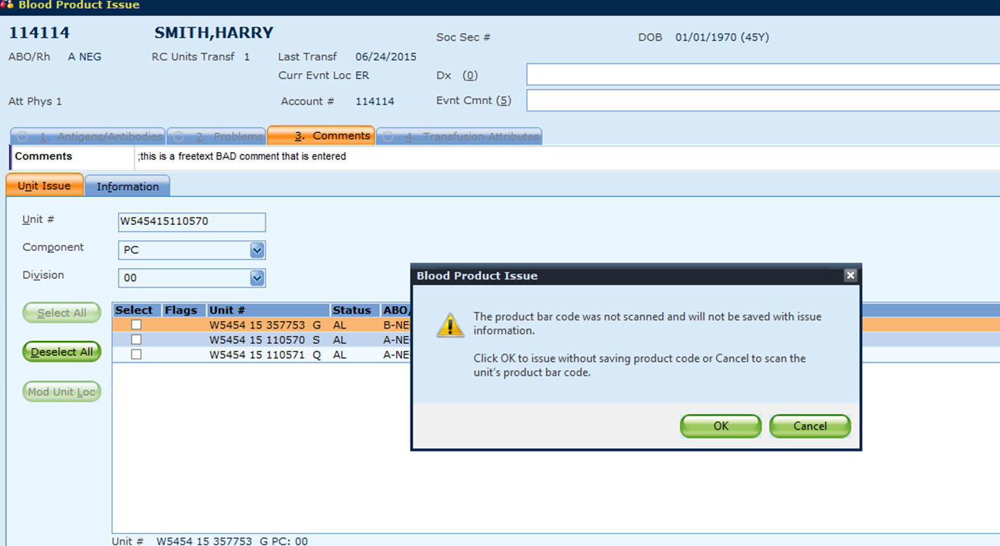 Blood Product Issue
114114 SMITH,HARRY Soc Sec # DOB 01/01/1970 (45Y)
ABO/Rh A NEG RC Units Transf 1 Last Transf 06/24/2015
Curr Evnt Loc ER Dx (0)
Att Phys 1 Account # 114114 Evnt Cmnt (5)
1. Antigens/Antibodies 2. Problems 3. Comments 4. Transfusion Attributes
Comments ;this is a freetext BAD comment that is entered
Unit Issue Information
Unit # W545415110570
Component PC
Division 00
Select All
Deselect All
Mod Unit Loc
Select Flags Unit # Status ABO/
W5454 15 357753 G AL B-NE
W5454 15 110570 S AL A-NE
W5454 15 110571 Q AL A-NE
Blood Product Issue
The product bar code was not scanned and will not be saved with issue
information.
Click OK to issue without saving product code or Cancel to scan the
unit's product bar code.
OK Cancel
Unit # W5454 15 357753 G PC: 00